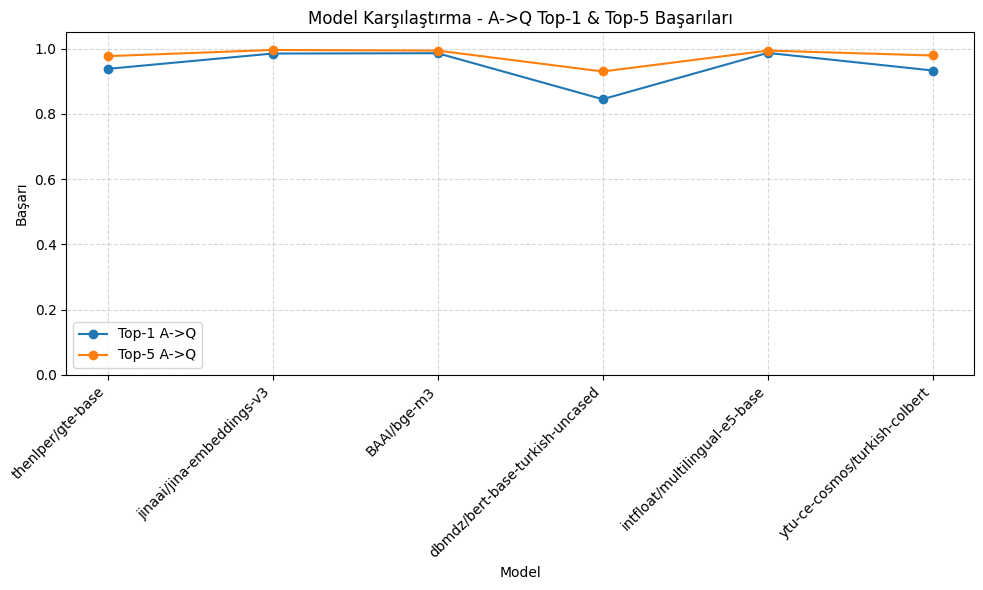 Model Karşılaştırma - A->Q Top-1 & Top-5 Başarıları
1.0
0.8
0.6
0.4
0.2
0.0
Başarı
Top-1 A->Q
Top-5 A->Q
thenlper/gte-base
jinaai/jina-embeddings-v3
BAAI/bge-m3
dbmdz/bert-base-turkish-uncased
intfloat/multilingual-e5-base
ytu-ce-cosmos/turkish-colbert
Model